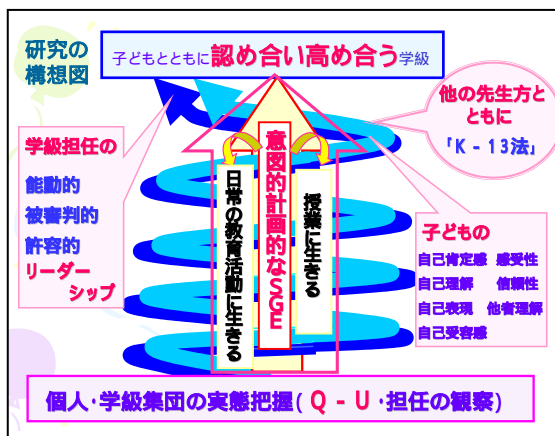 研究の
構想図
子どもとともに認め合い高め合う学級
他の先生方と
ともに
「K-13法」
学級担任の
能動的
被審判的
許容的
リーダー
シップ
日常の教育活動に生きる
意図的計画的なSGE
授業に生きる
子どもの
自己肯定感 感受性
自己理解 信頼性
自己表現 他者理解
自己受容感
個人・学級集団の実態把握(Q-U・担任の観察)